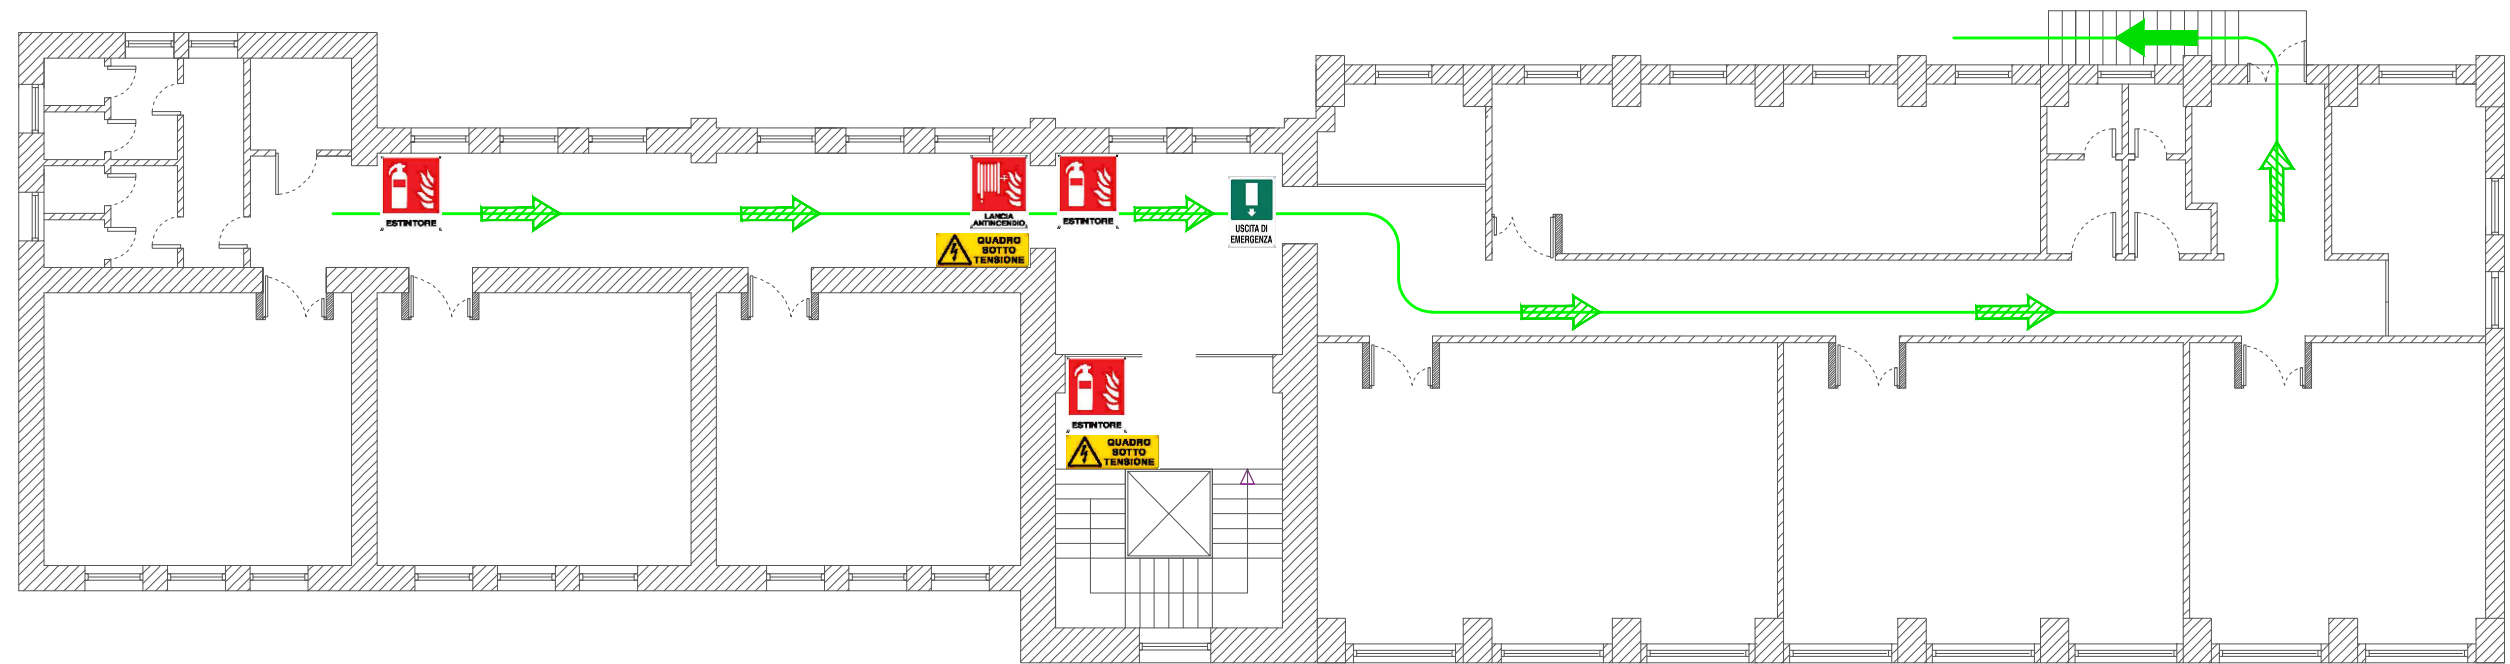 ESTINTORE
LANCIA
ANTINCENDIO
ESTINTORE
USCITA DI
EMERGENZA
QUADRO
SOTTO
TENSIONE
ESTINTORE
QUADRO
SOTTO
TENSIONE